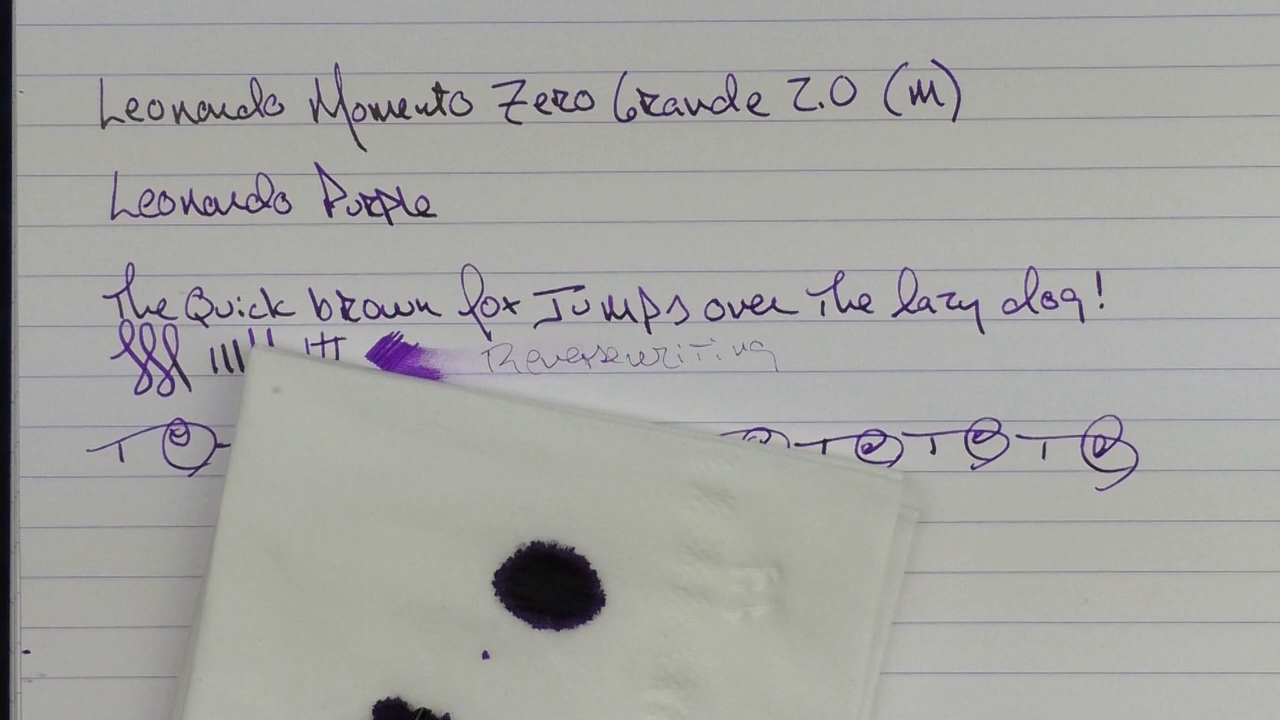 Leonardo Momento Zero Grande 2.0 (M)
Leonardo Purple
The Quick brown fox Jumps over The lazy dog!
Reversewriting